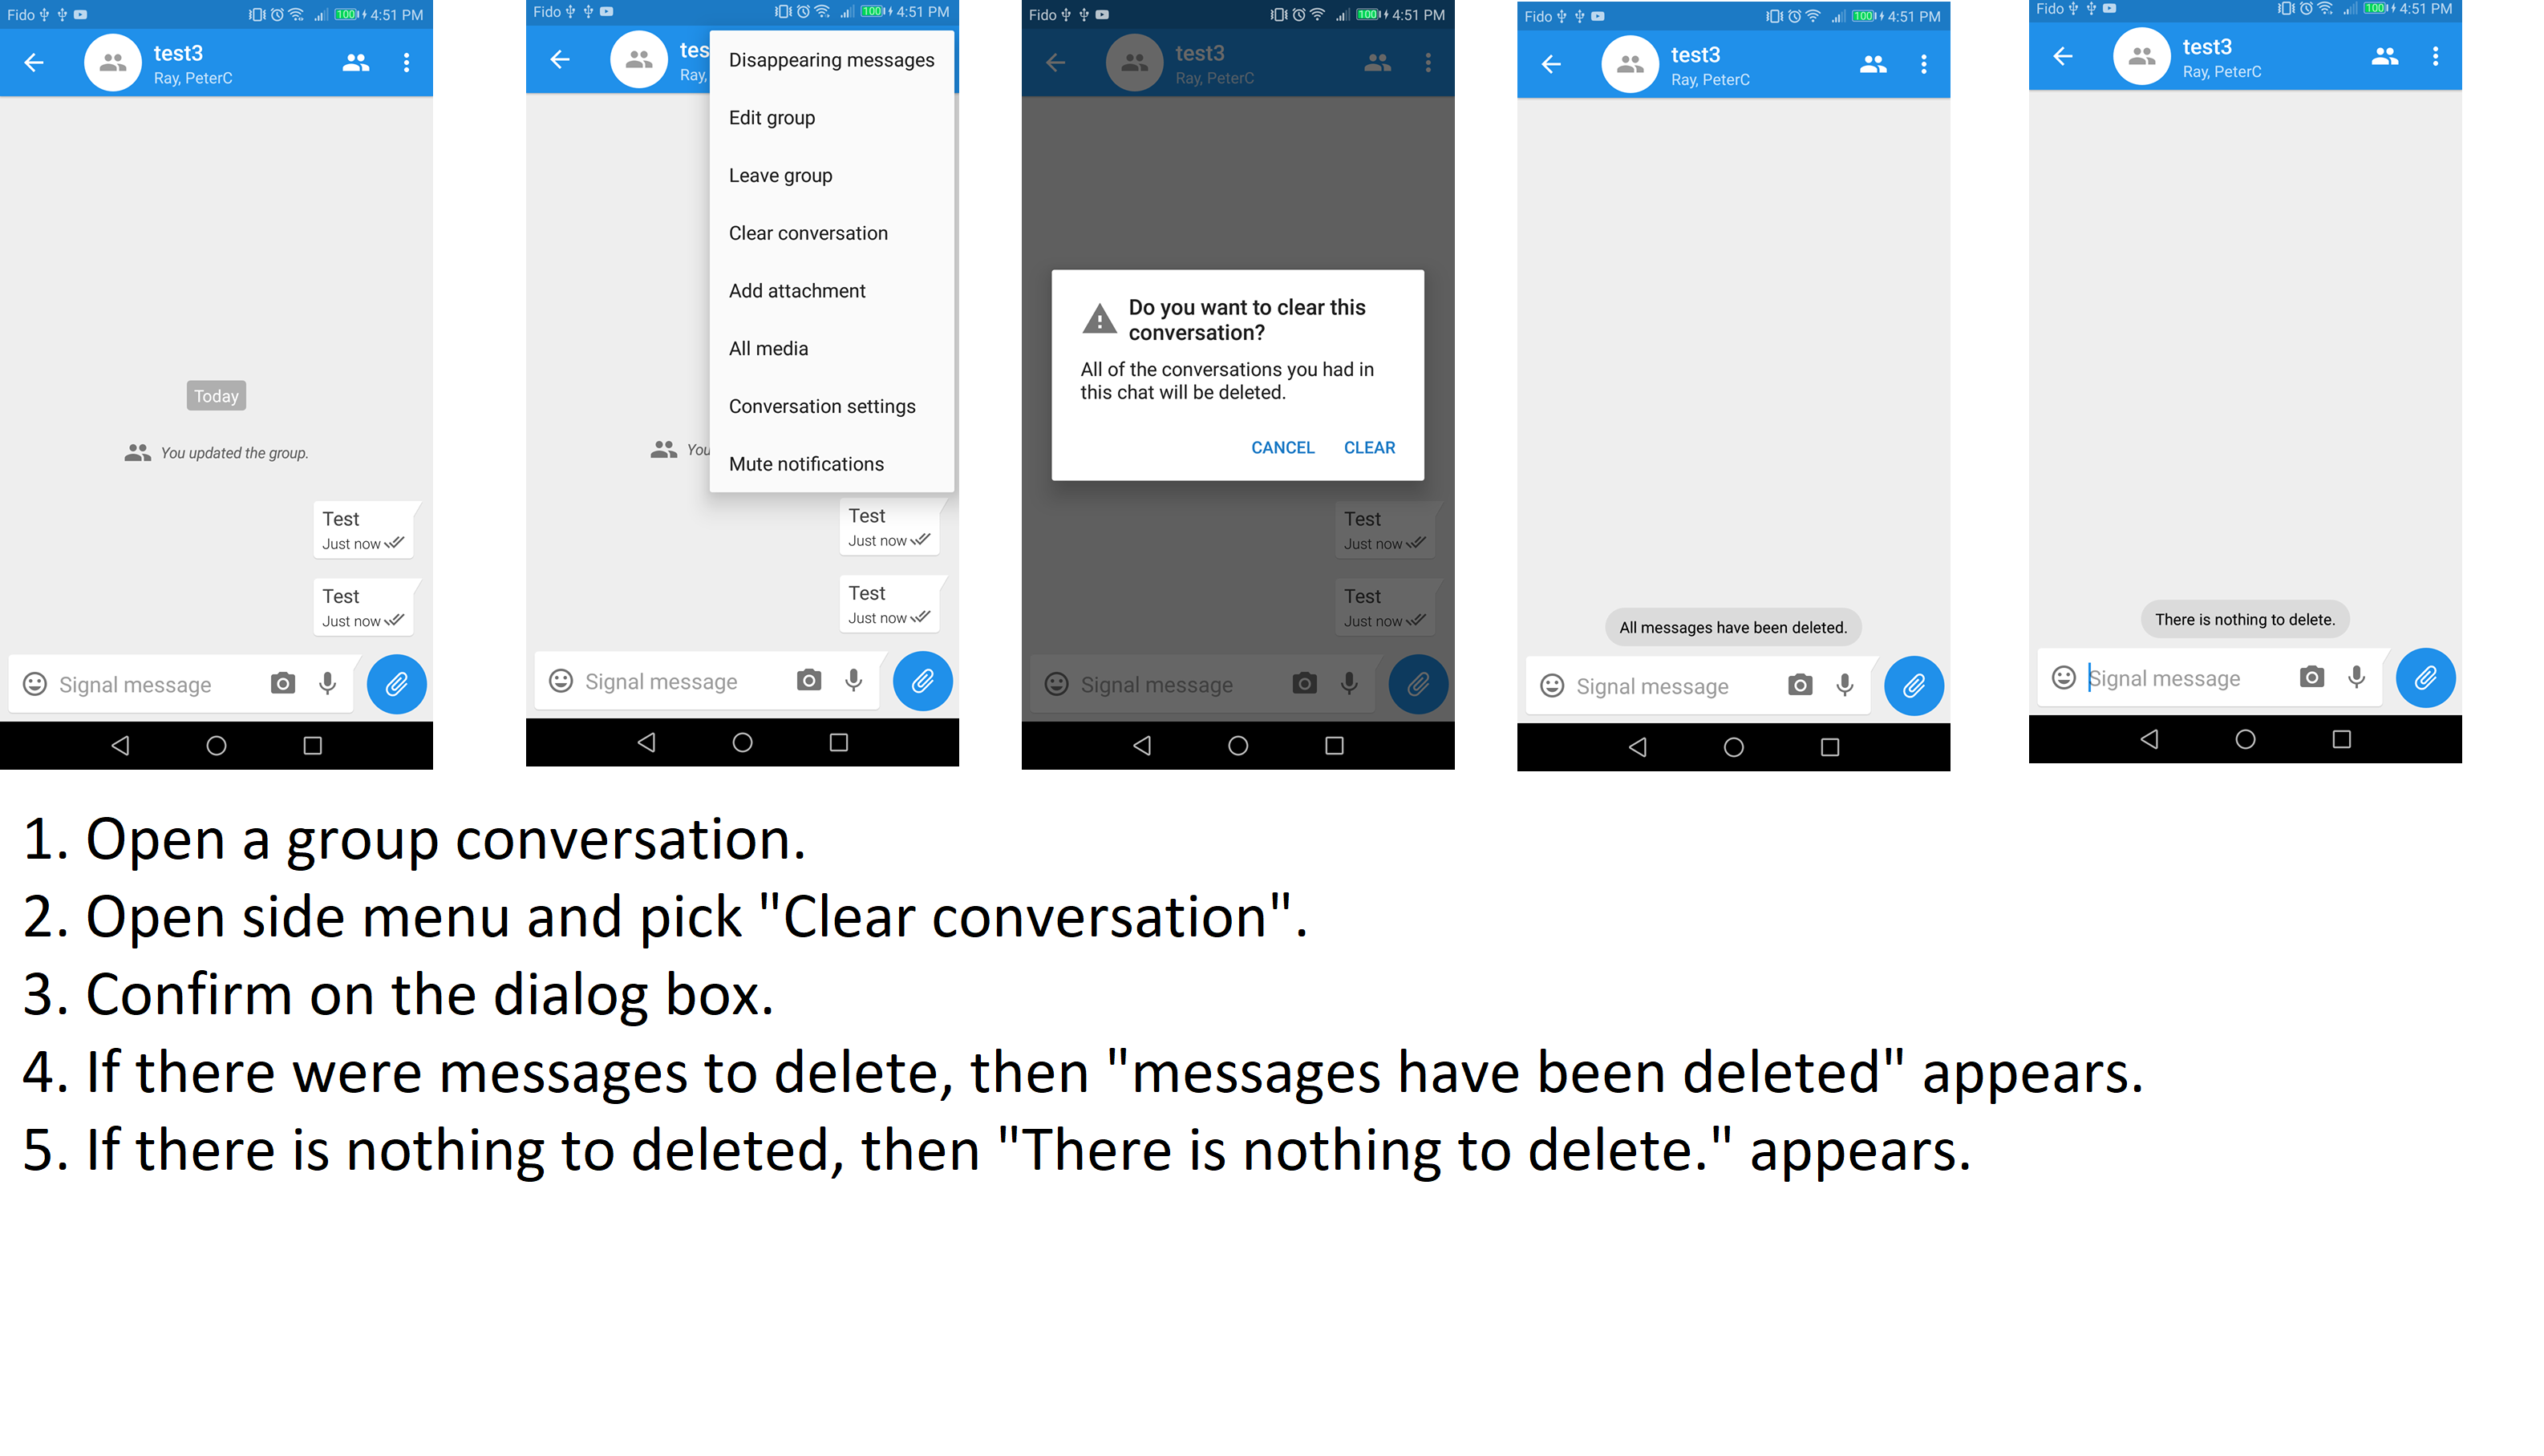 Fido 100 4:51 PM
test3
Ray, PeterC
Today
You updated the group.
Test
Just now
Test
Just now
Signal message
Fido 100 4:51 PM
tes
Ray,
Disappearing messages
Edit group
Leave group
Clear conversation
Add attachment
All media
Conversation settings
Mute notifications
You
Test
Just now
Test
Just now
Signal message
Fido 100 4:51 PM
test3
Ray, PeterC
Do you want to clear this
conversation?
All of the conversations you had in
this chat will be deleted.
CANCEL CLEAR
Test
Just now
Test
Just now
Signal message
Fido 100 4:51 PM
test3
Ray, PeterC
All messages have been deleted.
Signal message
Fido 100 4:51 PM
test3
Ray, PeterC
There is nothing to delete.
Signal message
1. Open a group conversation.
2. Open side menu and pick "Clear conversation".
3. Confirm on the dialog box.
4. If there were messages to delete, then "messages have been deleted" appears.
5. If there is nothing to deleted, then "There is nothing to delete." appears.